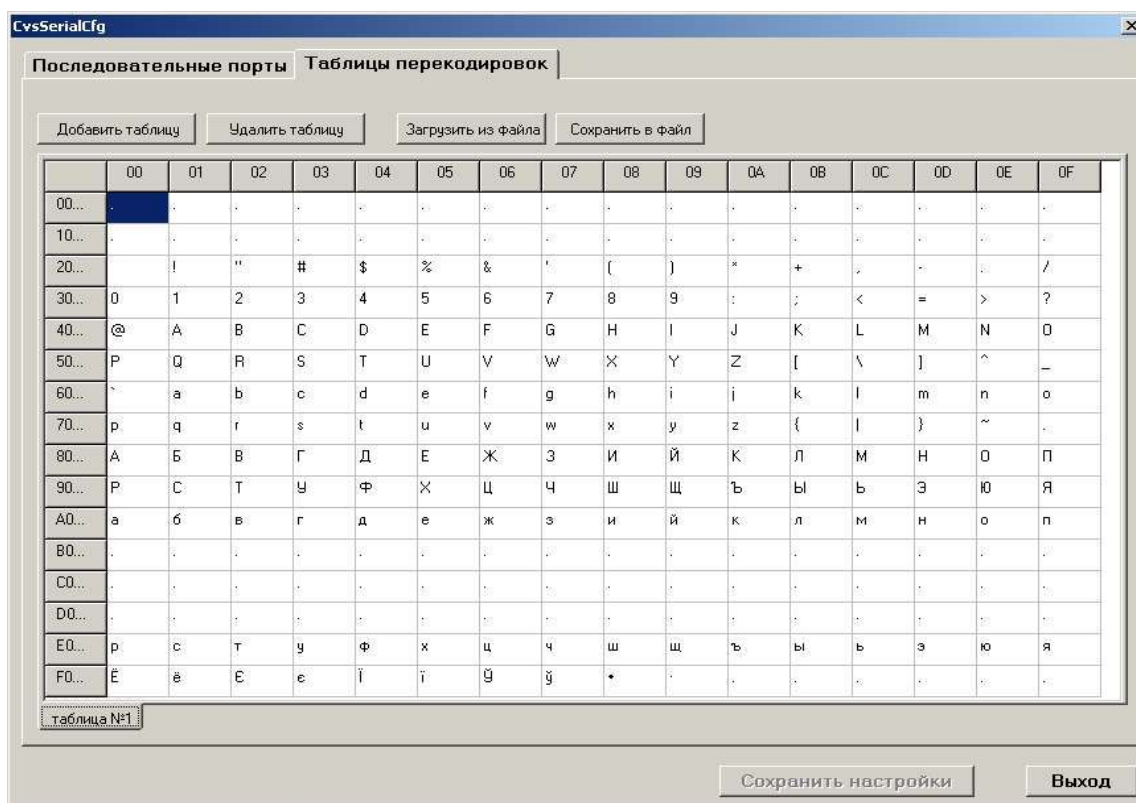 CvsSerialCfg
Последовательные порты Таблицы перекодировок
Добавить таблицу Удалить таблицу Загрузить из файла Сохранить в файл
00 01 02 03 04 05 06 07 08 09 0A 0B 0C 0D 0E 0F
00... . . . . . . . . . . . . . . . .
10... . . . . . . . . . . . . . . . .
20... ! " # $ % & ' ( ) * + , - . /
30... 0 1 2 3 4 5 6 7 8 9 : ; < = > ?
40... @ A B C D E F G H I J K L M N O
50... P Q R S T U V W X Y Z [ \ ] ^ _
60... ` a b c d e f g h i j k l m n o
70... p q r s t u v w x y z { | } ~ .
80... А Б В Г Д Е Ж З И Й К Л М Н О П
90... Р С Т У Ф Х Ц Ч Ш Щ Ъ Ы Ь Э Ю Я
A0... а б в г д е ж з и й к л м н о п
B0... . . . . . . . . . . . . . . . .
C0... . . . . . . . . . . . . . . . .
D0... . . . . . . . . . . . . . . . .
E0... р с т у ф х ц ч ш щ ъ ы ь э ю я
F0... Ё ё Є є Ї ї Ў ў • · . . . . . .
таблица №1
Сохранить настройки Выход